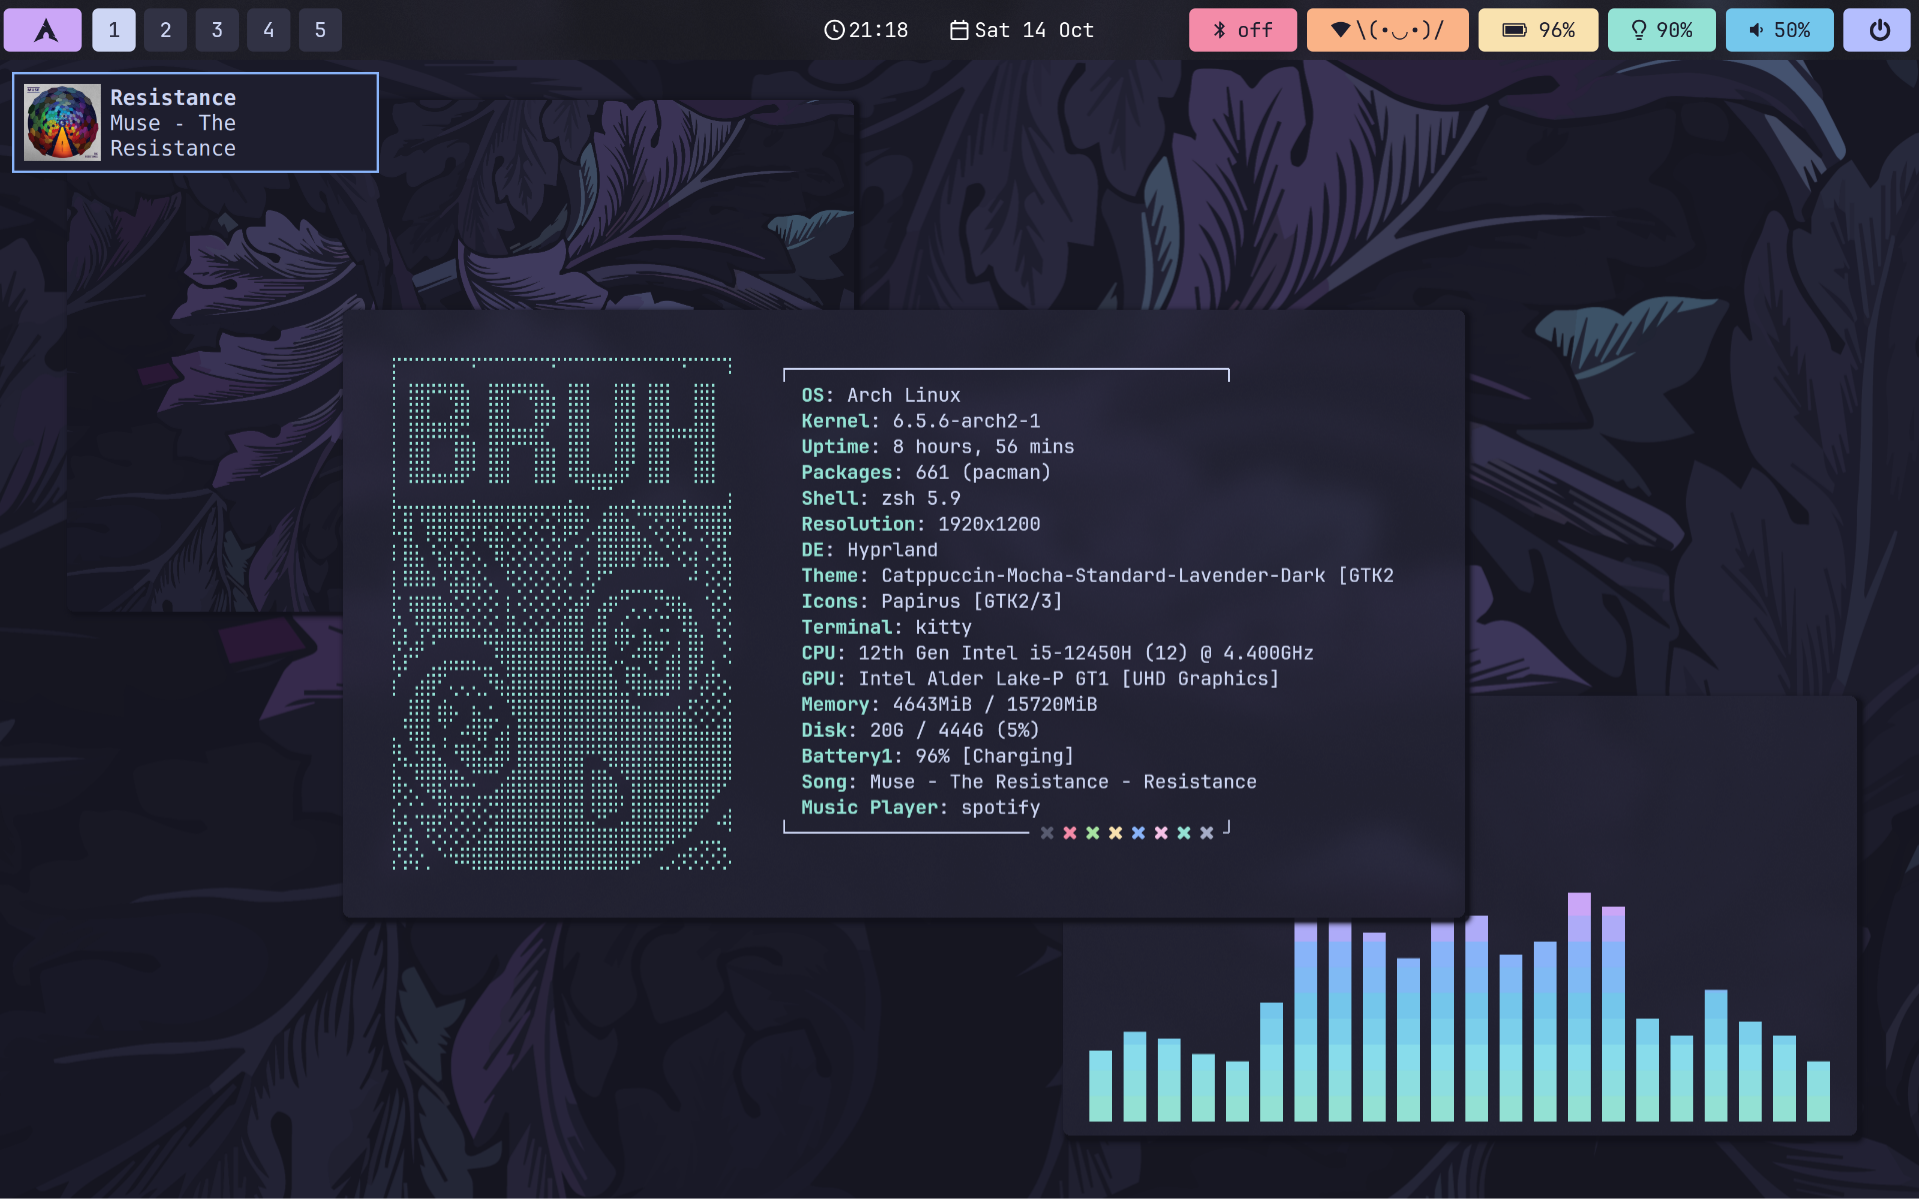 1 2 3 4 5
21:18
Sat 14 Oct
off
\(•‿•)/
96%
90%
50%
Resistance
Muse - The
Resistance
BRUH
OS: Arch Linux
Kernel: 6.5.6-arch2-1
Uptime: 8 hours, 56 mins
Packages: 661 (pacman)
Shell: zsh 5.9
Resolution: 1920x1200
DE: Hyprland
Theme: Catppuccin-Mocha-Standard-Lavender-Dark [GTK2
Icons: Papirus [GTK2/3]
Terminal: kitty
CPU: 12th Gen Intel i5-12450H (12) @ 4.400GHz
GPU: Intel Alder Lake-P GT1 [UHD Graphics]
Memory: 4643MiB / 15720MiB
Disk: 20G / 444G (5%)
Battery1: 96% [Charging]
Song: Muse - The Resistance - Resistance
Music Player: spotify